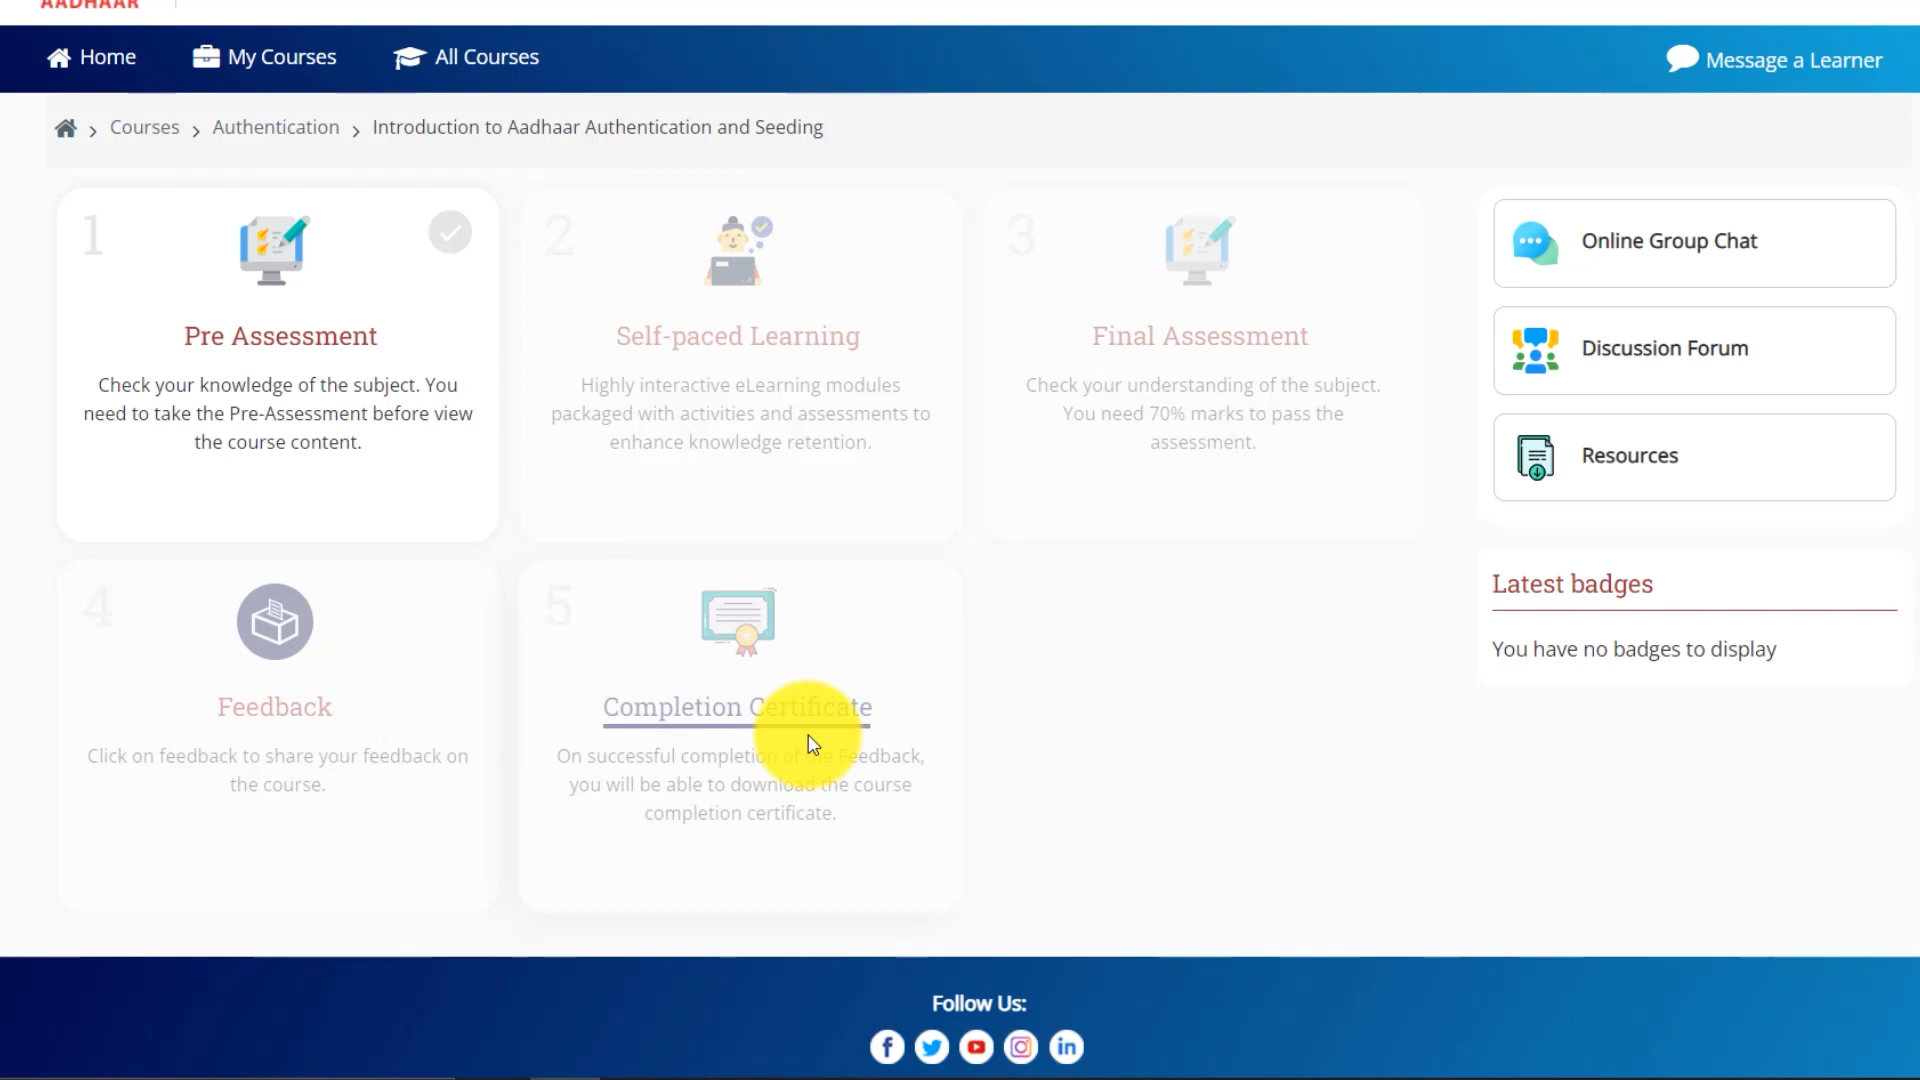 AADHAAR
Home
My Courses
All Courses
Message a Learner
Courses
Authentication
Introduction to Aadhaar Authentication and Seeding
1
Pre Assessment
Check your knowledge of the subject. You
need to take the Pre-Assessment before view
the course content.
2
Self-paced Learning
Highly interactive eLearning modules
packaged with activities and assessments to
enhance knowledge retention.
3
Final Assessment
Check your understanding of the subject.
You need 70% marks to pass the
assessment.
4
Feedback
Click on feedback to share your feedback on
the course.
5
Completion Certificate
On successful completion of the Feedback,
you will be able to download the course
completion certificate.
Online Group Chat
Discussion Forum
Resources
Latest badges
You have no badges to display
Follow Us: